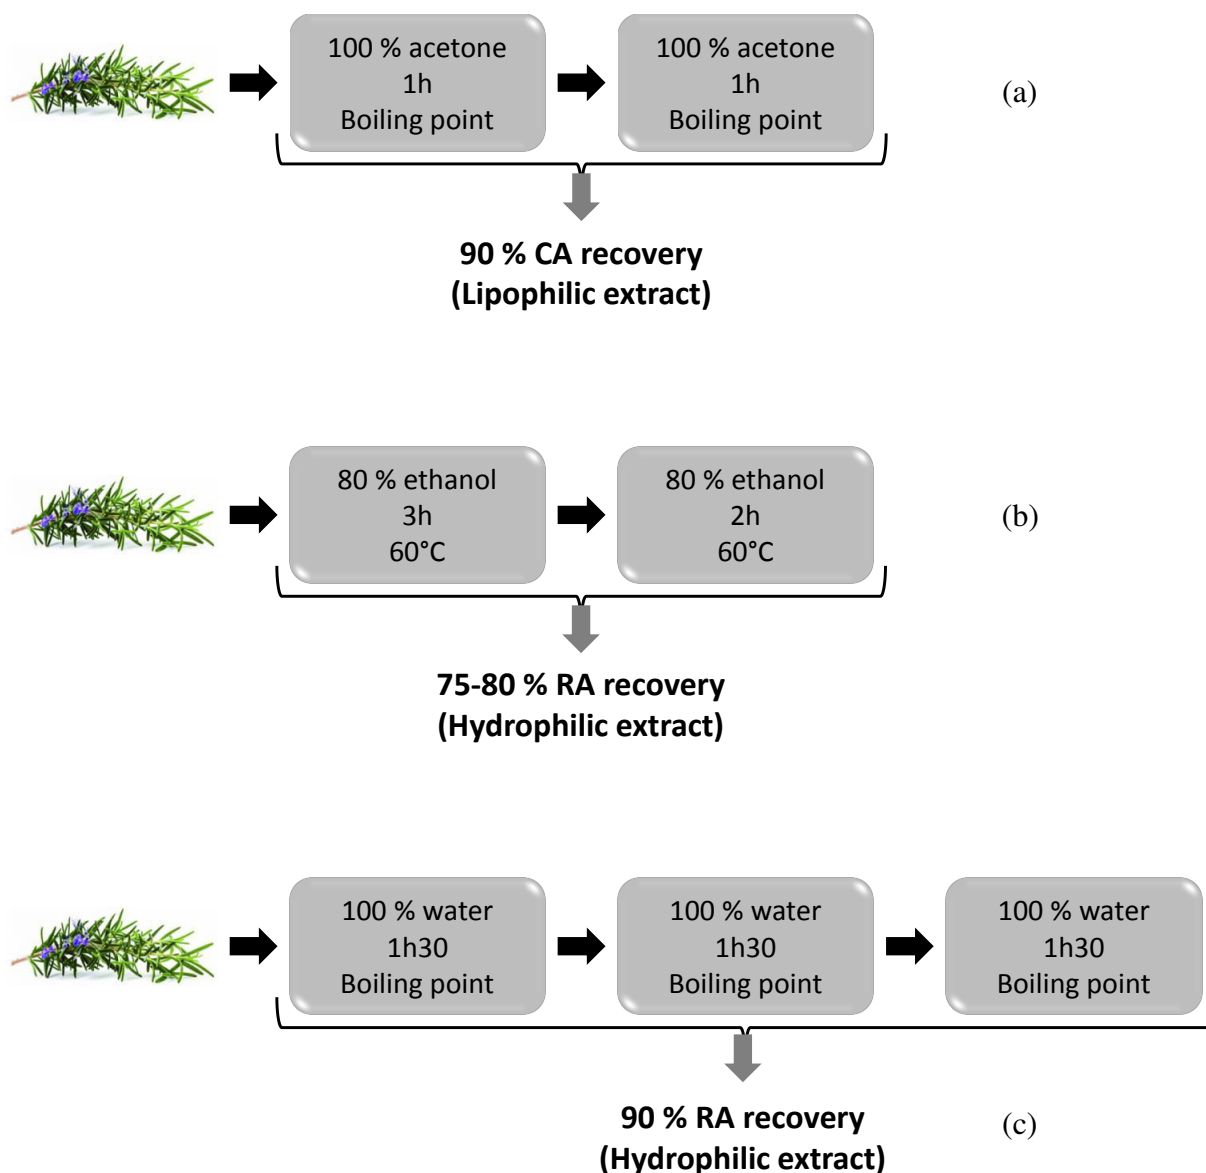 100 % acetone
1h
Boiling point
100 % acetone
1h
Boiling point
(a)
90 % CA recovery
(Lipophilic extract)
80 % ethanol
3h
60°C
80 % ethanol
2h
60°C
(b)
75-80 % RA recovery
(Hydrophilic extract)
100 % water
1h30
Boiling point
100 % water
1h30
Boiling point
100 % water
1h30
Boiling point
90 % RA recovery
(Hydrophilic extract)
(c)